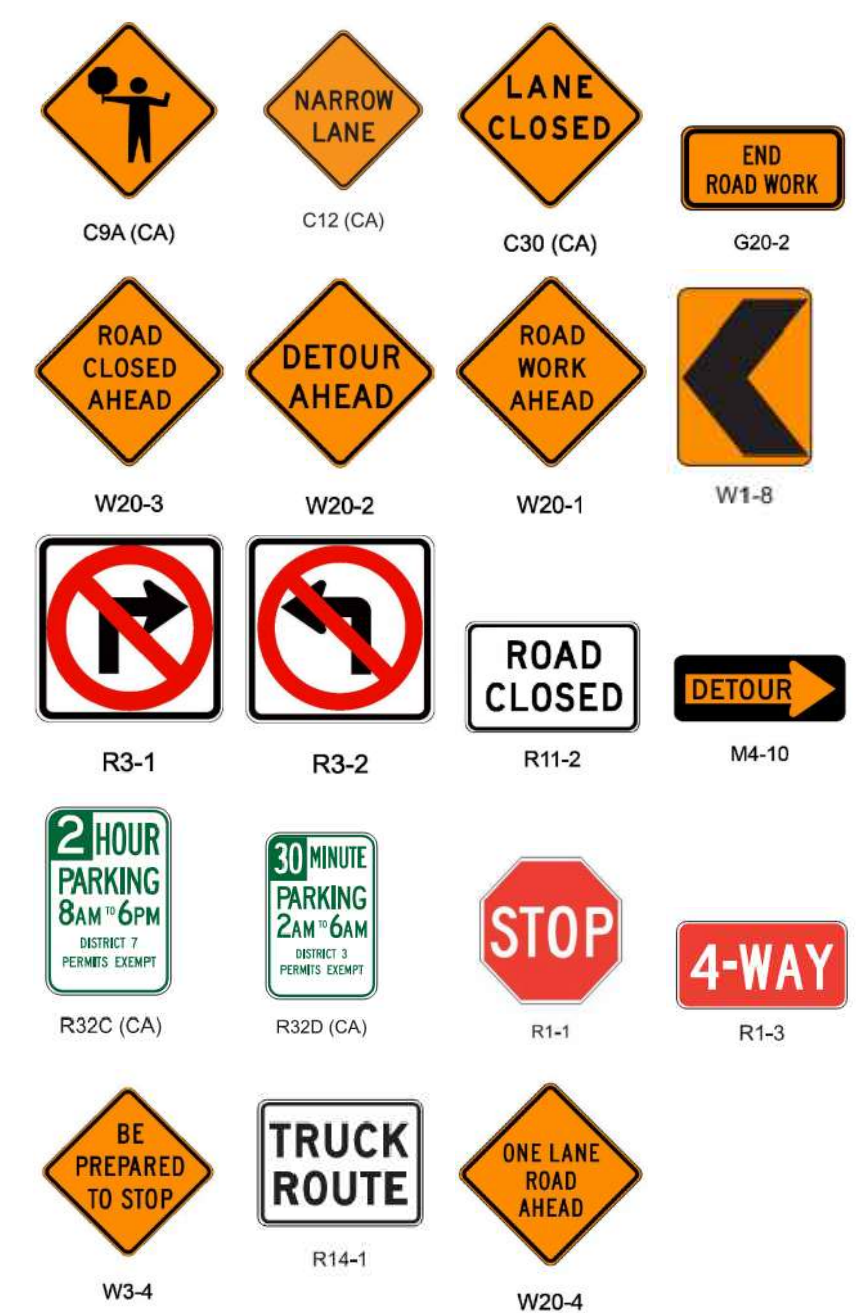 NARROW
LANE
LANE
CLOSED
END
ROAD WORK
C9A (CA)
C12 (CA)
C30 (CA)
G20-2
ROAD
CLOSED
AHEAD
DETOUR
AHEAD
ROAD
WORK
AHEAD
W20-3
W20-2
W20-1
W1-8
ROAD
CLOSED
DETOUR
R3-1
R3-2
R11-2
M4-10
2 HOUR
PARKING
8AM TO 6PM
DISTRICT 7
PERMITS EXEMPT
30 MINUTE
PARKING
2AM TO 6AM
DISTRICT 3
PERMITS EXEMPT
STOP
4-WAY
R32C (CA)
R32D (CA)
R1-1
R1-3
BE
PREPARED
TO STOP
TRUCK
ROUTE
ONE LANE
ROAD
AHEAD
W3-4
R14-1
W20-4